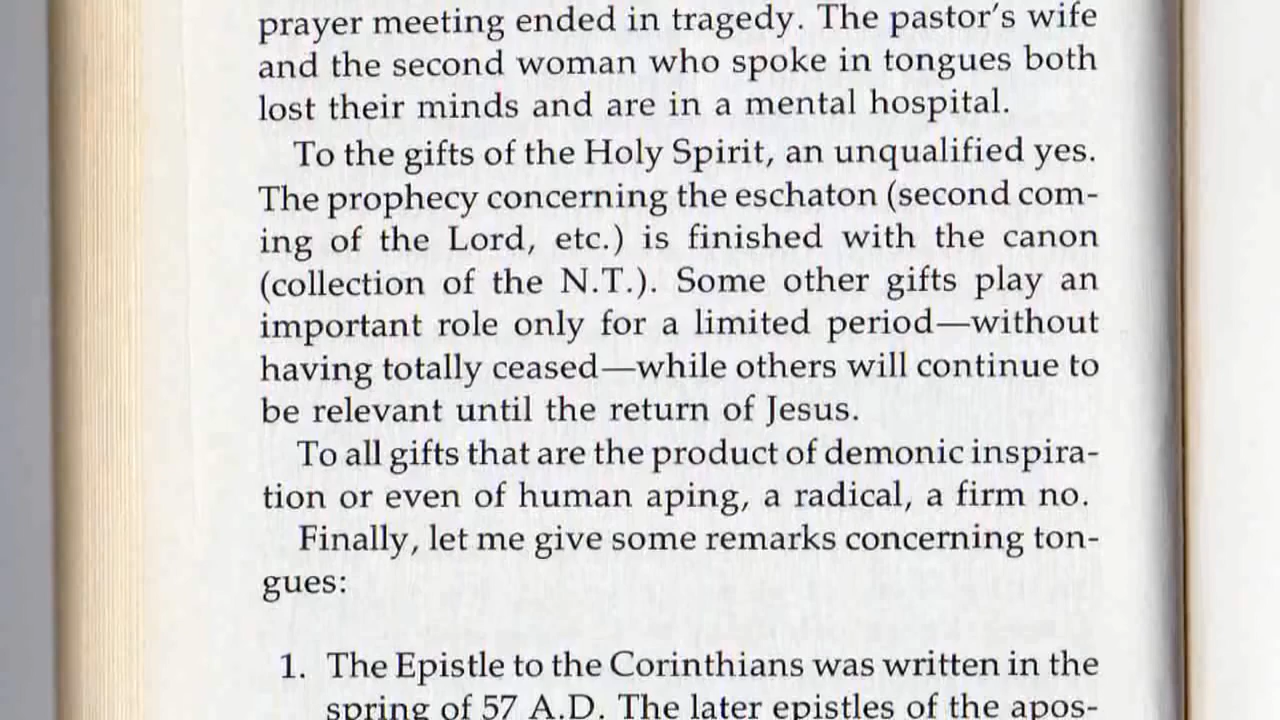 prayer meeting ended in tragedy. The pastor's wife
and the second woman who spoke in tongues both
lost their minds and are in a mental hospital.
To the gifts of the Holy Spirit, an unqualified yes.
The prophecy concerning the eschaton (second com-
ing of the Lord, etc.) is finished with the canon
(collection of the N.T.). Some other gifts play an
important role only for a limited period—without
having totally ceased—while others will continue to
be relevant until the return of Jesus.
To all gifts that are the product of demonic inspira-
tion or even of human aping, a radical, a firm no.
Finally, let me give some remarks concerning ton-
gues:
1. The Epistle to the Corinthians was written in the
spring of 57 A.D. The later epistles of the apos-